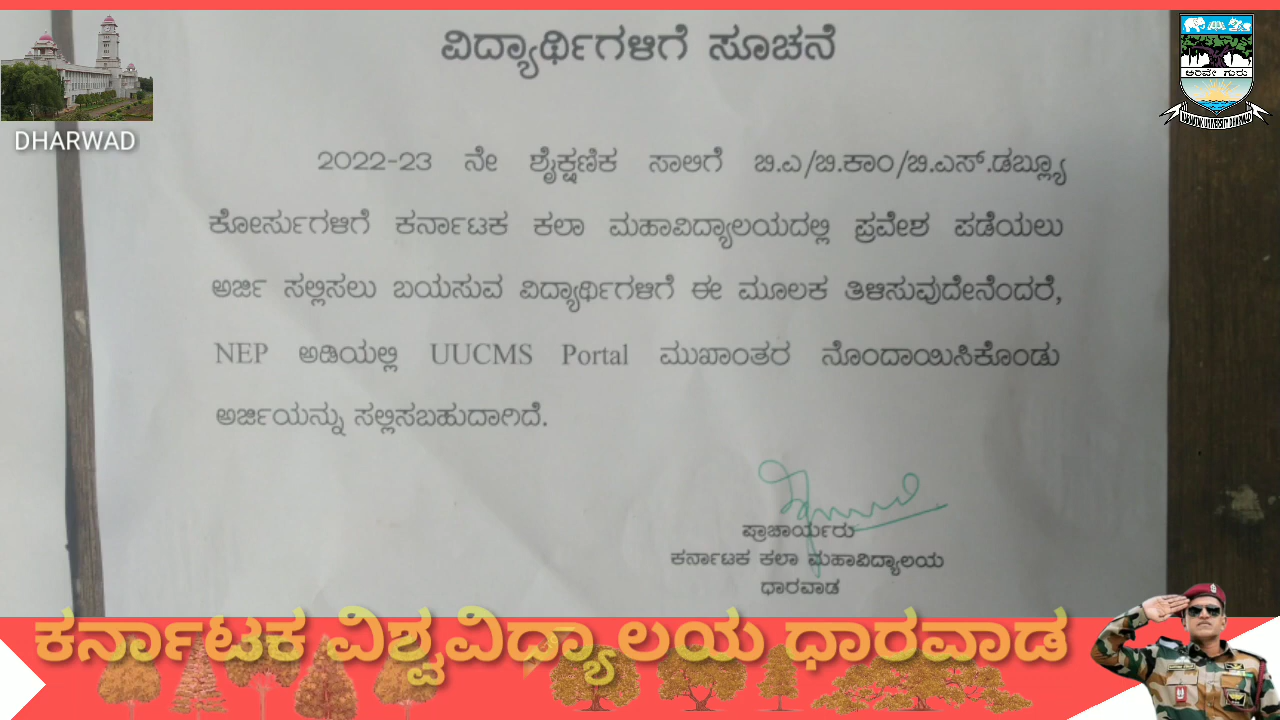 ವಿದ್ಯಾರ್ಥಿಗಳಿಗೆ ಸೂಚನೆ
ಅರಿವೇ ಗುರು
DHARWAD
2022-23 ನೇ ಶೈಕ್ಷಣಿಕ ಸಾಲಿಗೆ ಬಿ.ಎ/ಬಿ.ಕಾಂ/ಬಿ.ಎಸ್.ಡಬ್ಲ್ಯೂ
ಕೋರ್ಸುಗಳಿಗೆ ಕರ್ನಾಟಕ ಕಲಾ ಮಹಾವಿದ್ಯಾಲಯದಲ್ಲಿ ಪ್ರವೇಶ ಪಡೆಯಲು
ಅರ್ಜಿ ಸಲ್ಲಿಸಲು ಬಯಸುವ ವಿದ್ಯಾರ್ಥಿಗಳಿಗೆ ಈ ಮೂಲಕ ತಿಳಿಸುವುದೇನೆಂದರೆ,
NEP ಅಡಿಯಲ್ಲಿ UUCMS Portal ಮುಖಾಂತರ ನೊಂದಾಯಿಸಿಕೊಂಡು
ಅರ್ಜಿಯನ್ನು ಸಲ್ಲಿಸಬಹುದಾಗಿದೆ.
ಪ್ರಾಚಾರ್ಯರು
ಕರ್ನಾಟಕ ಕಲಾ ಮಹಾವಿದ್ಯಾಲಯ
ಧಾರವಾಡ
ಕರ್ನಾಟಕ ವಿಶ್ವವಿಧ್ಯಾಲಯ ಧಾರವಾಡ